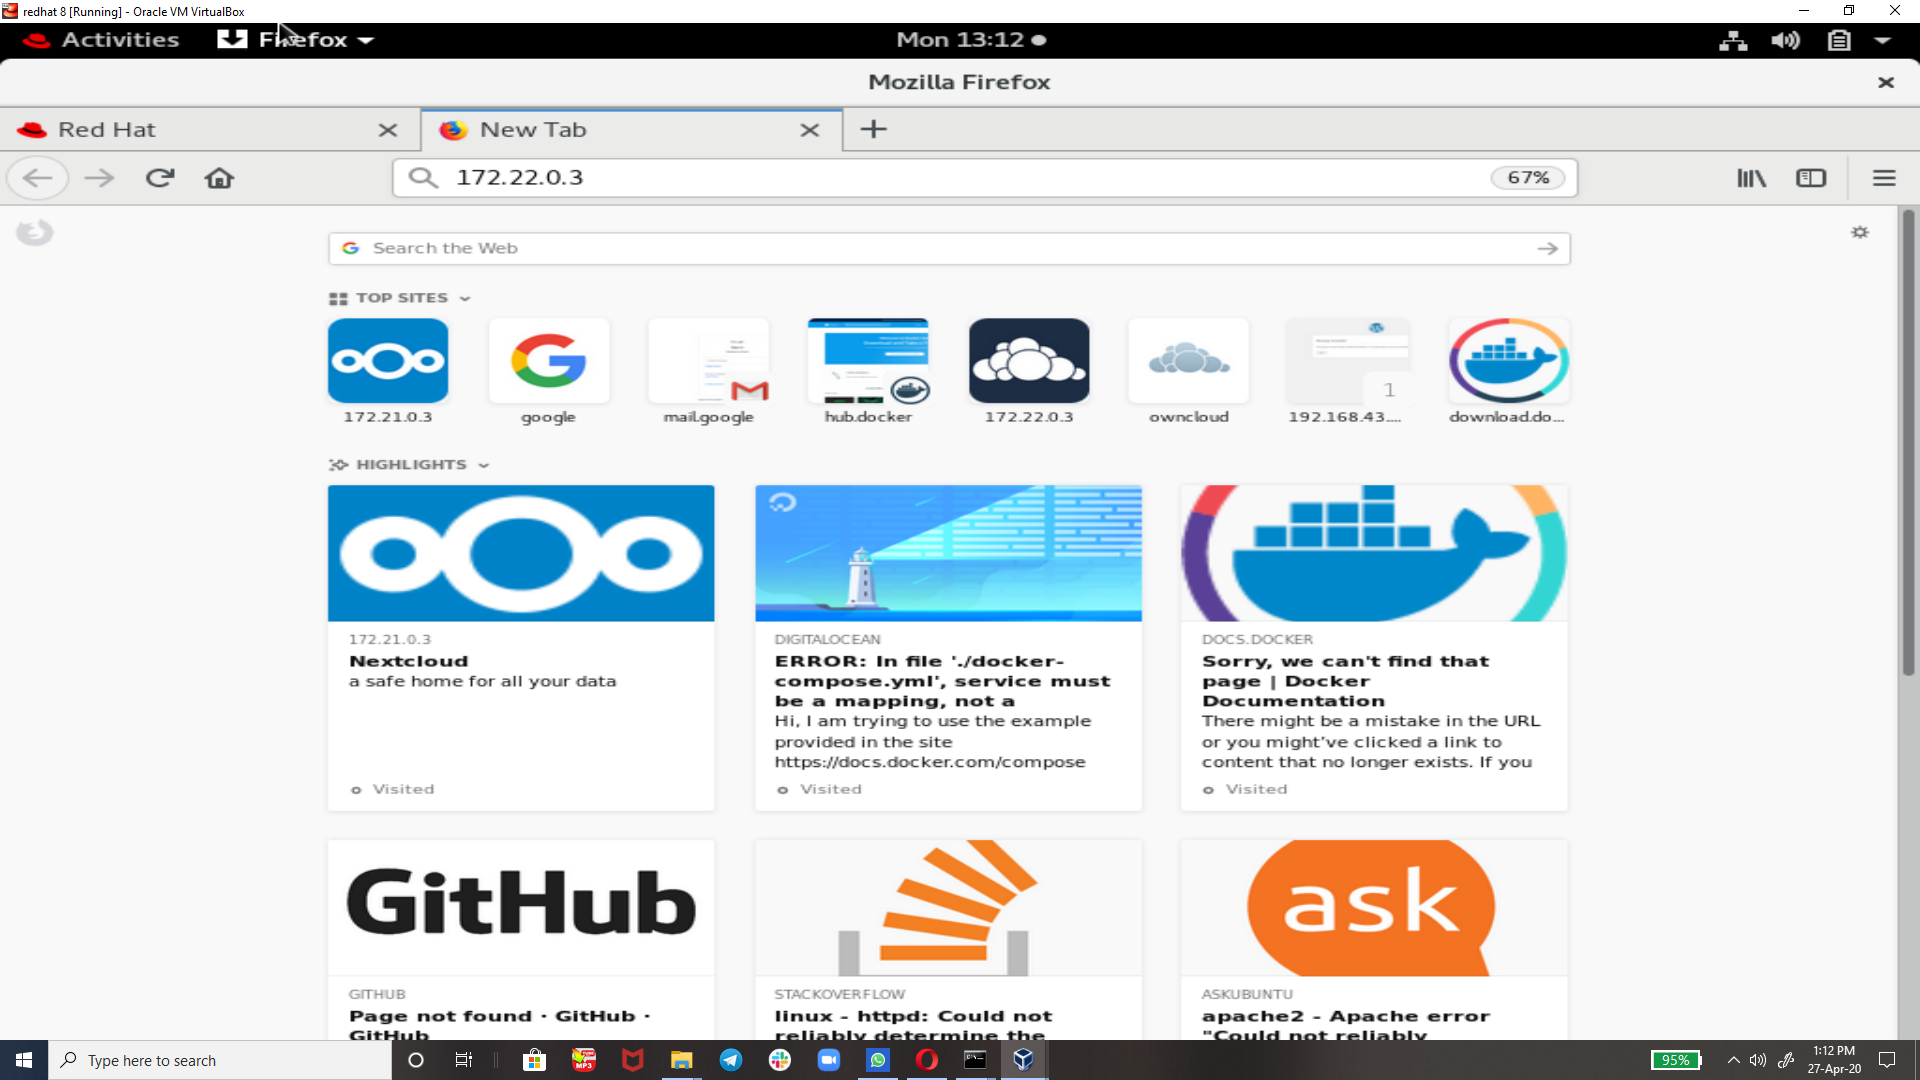 redhat 8 [Running] - Oracle VM VirtualBox
Activities
Firefox
Mon 13:12
Mozilla Firefox
Red Hat
New Tab
172.22.0.3
67%
Search the Web
TOP SITES
172.21.0.3
google
mail.google
hub.docker
172.22.0.3
owncloud
1
192.168.43....
download.do...
HIGHLIGHTS
172.21.0.3
Nextcloud
a safe home for all your data
Visited
DIGITALOCEAN
ERROR: In file './docker-
compose.yml', service must
be a mapping, not a
Hi, I am trying to use the example
provided in the site
https://docs.docker.com/compose
Visited
DOCS.DOCKER
Sorry, we can't find that
page | Docker
Documentation
There might be a mistake in the URL
or you might've clicked a link to
content that no longer exists. If you
Visited
GitHub
GITHUB
Page not found · GitHub ·
GitHub
STACKOVERFLOW
linux - httpd: Could not
reliably determine the
ask
ASKUBUNTU
apache2 - Apache error
"Could not reliably
Type here to search
MP3
95%
1:12 PM
27-Apr-20